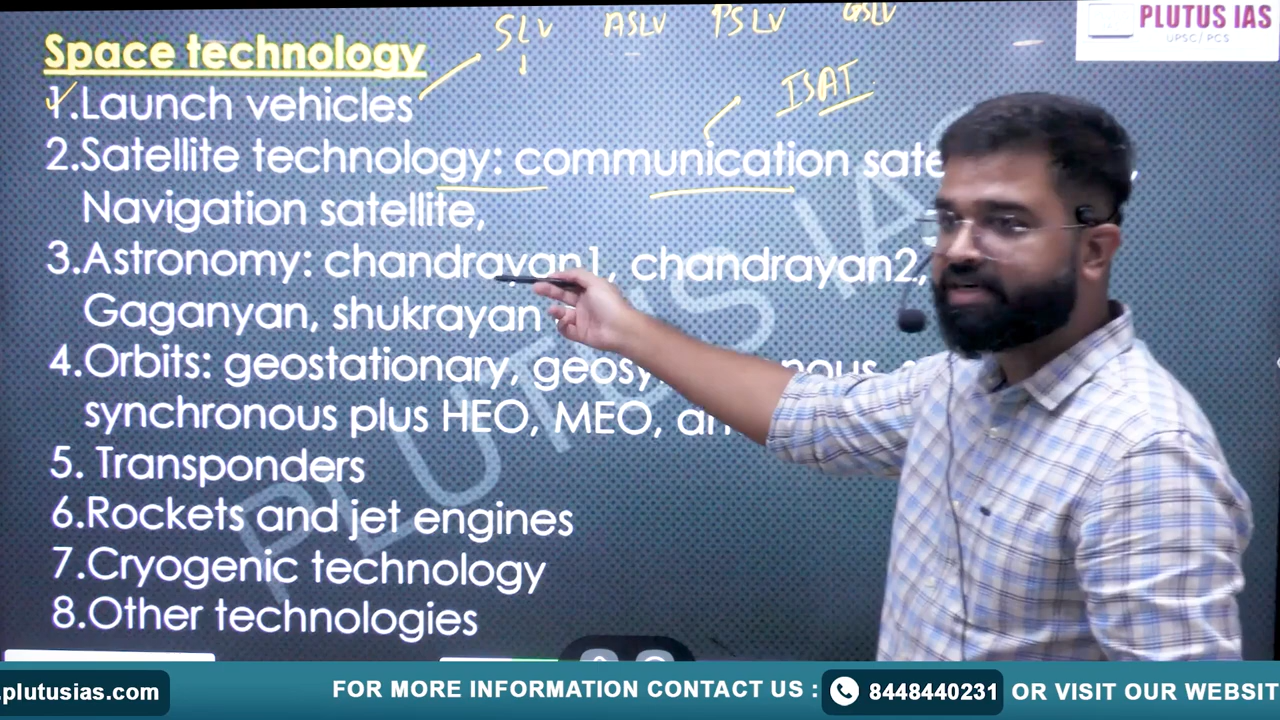 SLV ASLV PSLV GSLV
PLUTUS IAS
UPSC/PCS
Space technology
ISAT
1.Launch vehicles
2.Satellite technology: communication sate
Navigation satellite,
3.Astronomy: chandrayan1, chandrayan2,
Gaganyan, shukrayan
4.Orbits: geostationary, geosy nous,
synchronous plus HEO, MEO, an
5. Transponders
6.Rockets and jet engines
7.Cryogenic technology
8.Other technologies
PLUTUS IAS
.plutusias.com
FOR MORE INFORMATION CONTACT US : 8448440231 OR VISIT OUR WEBSIT